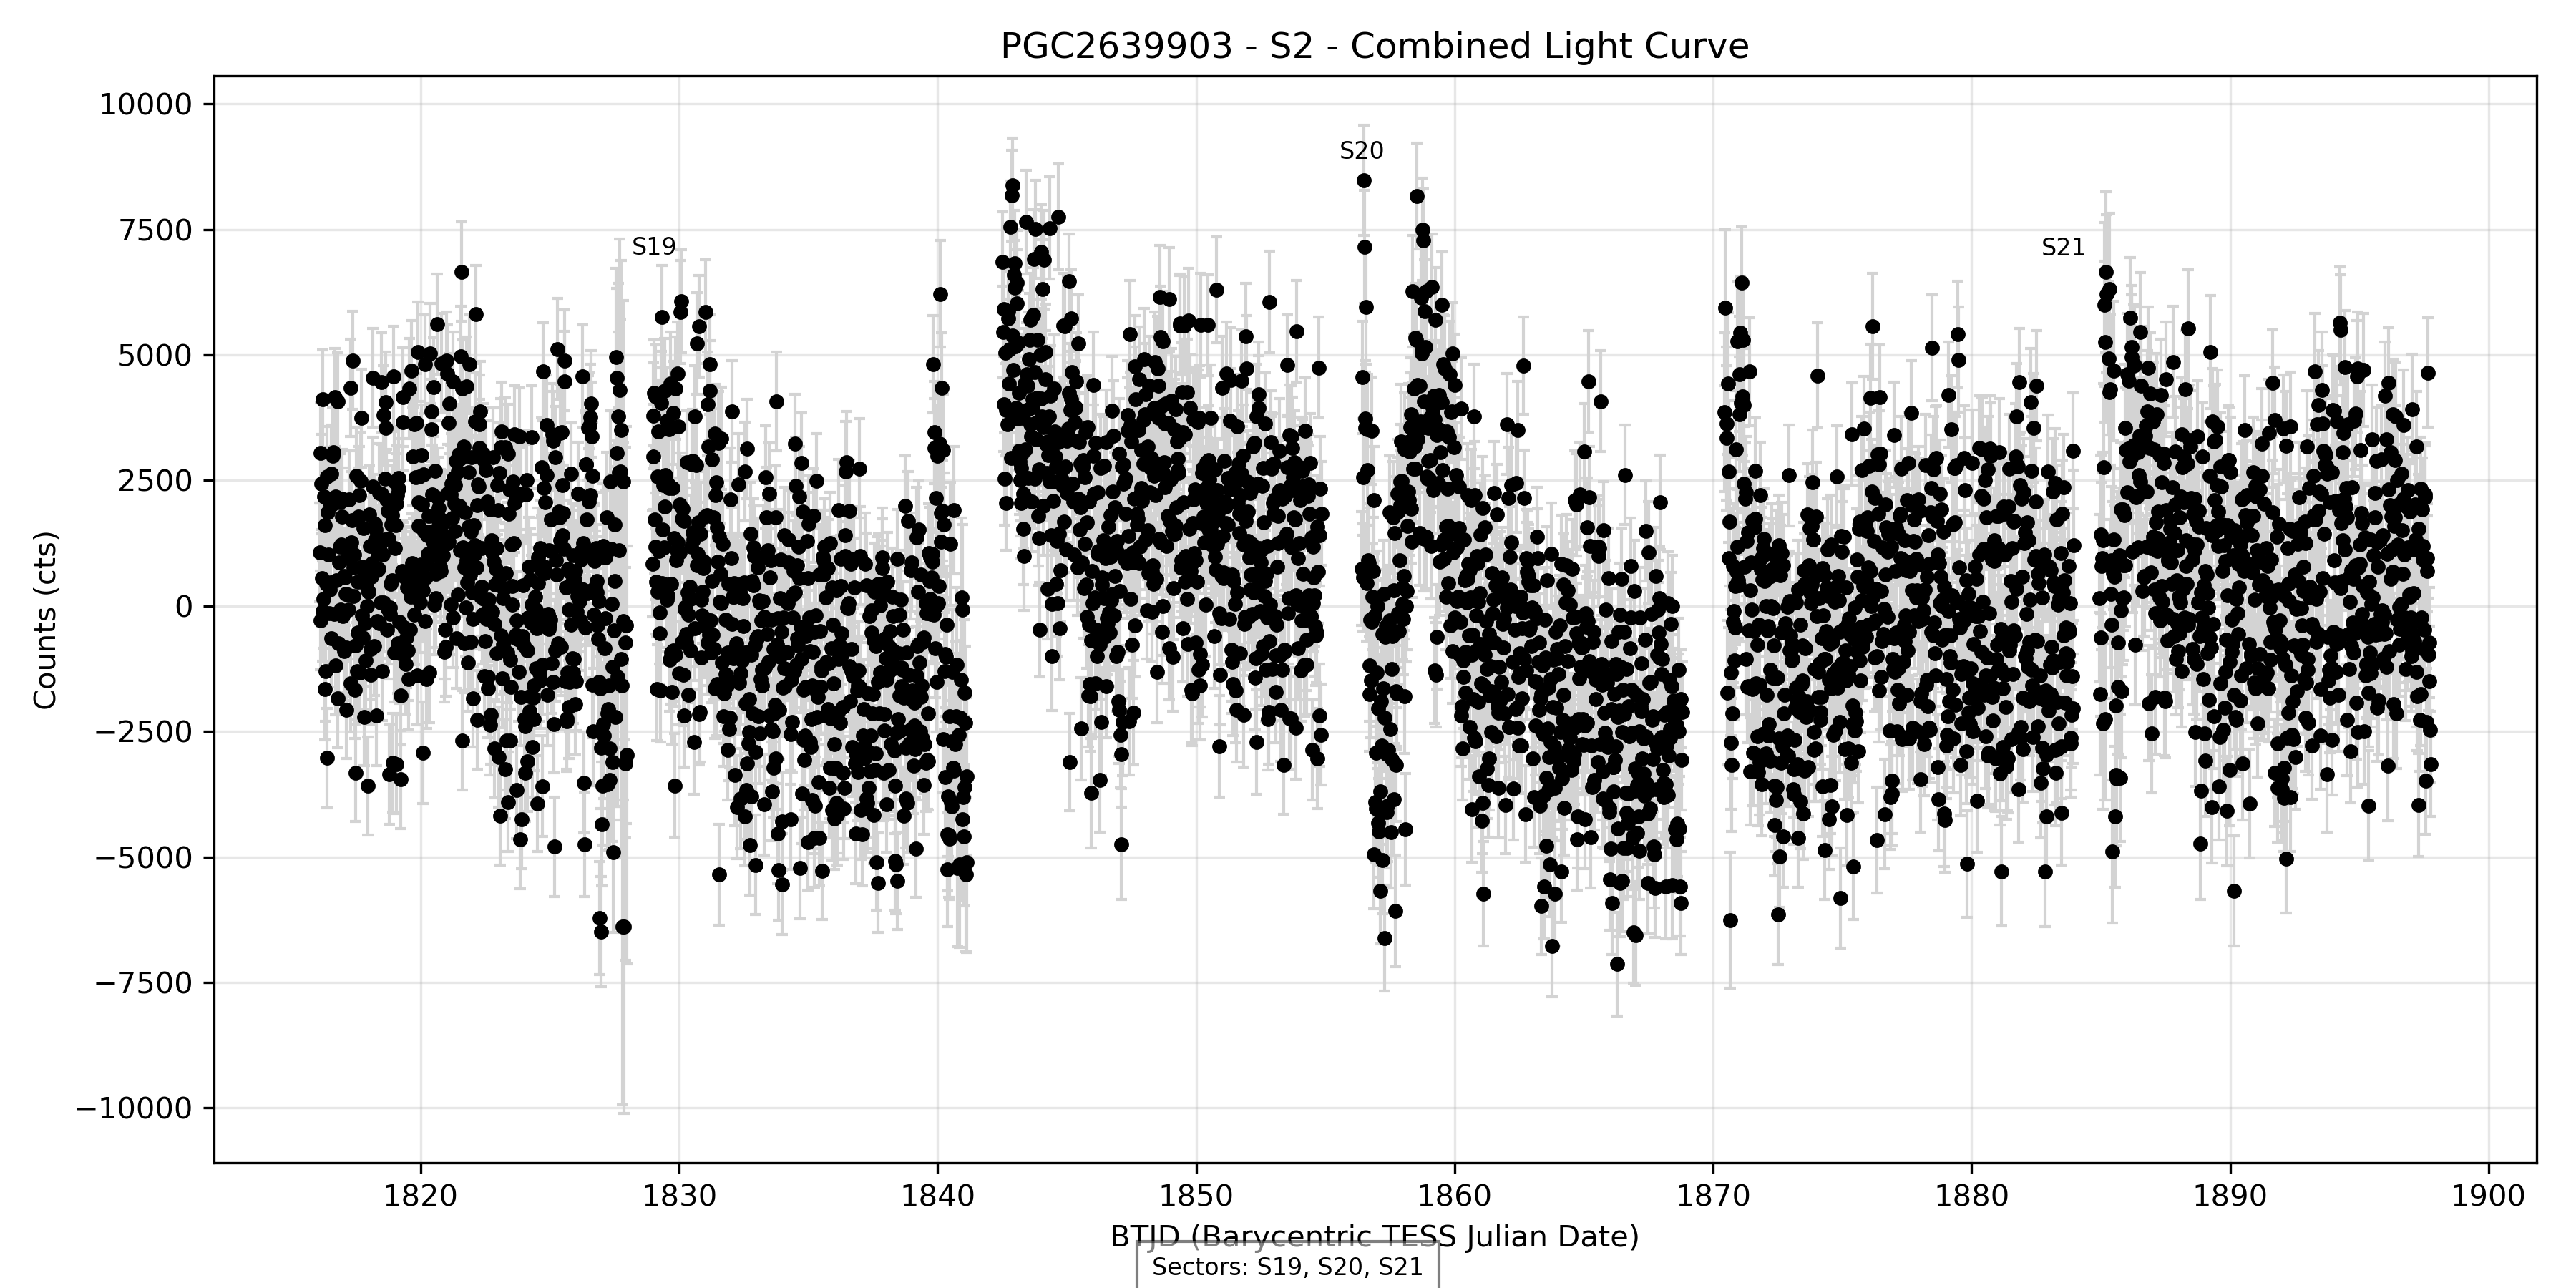 PGC2639903 - S2 - Combined Light Curve
Counts (cts)
10000
7500
5000
2500
0
−2500
−5000
−7500
−10000
S19
S20
S21
1820 1830 1840 1850 1860 1870 1880 1890 1900
BTJD (Barycentric TESS Julian Date)
Sectors: S19, S20, S21